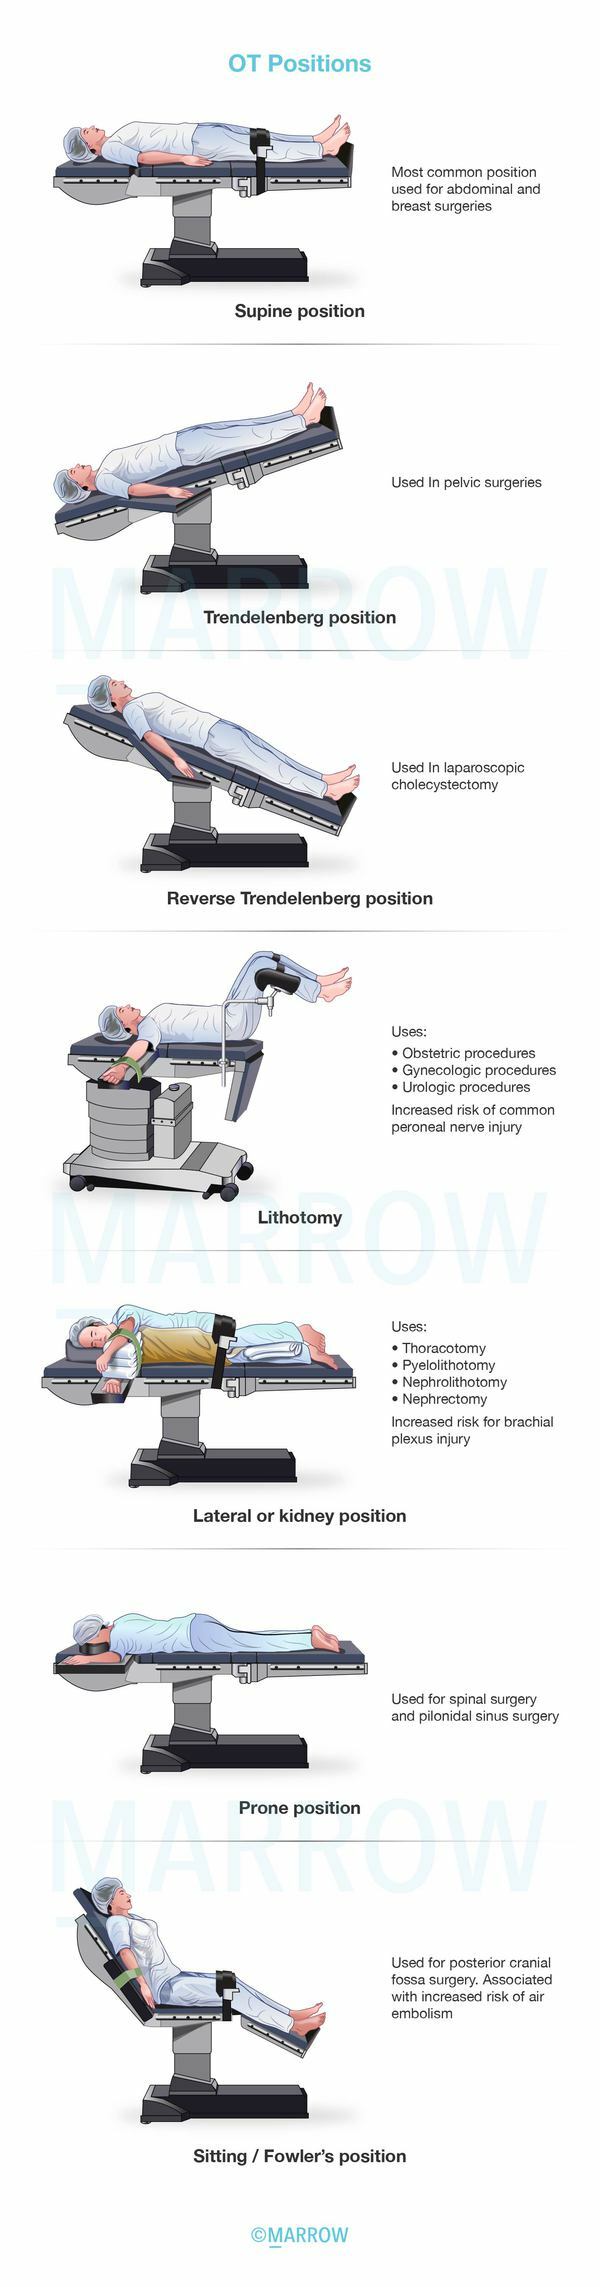 OT Positions
Most common position
used for abdominal and
breast surgeries
Supine position
Used In pelvic surgeries
Trendelenberg position
MARROW
Used In laparoscopic
cholecystectomy
Reverse Trendelenberg position
Uses:
• Obstetric procedures
• Gynecologic procedures
• Urologic procedures
Increased risk of common
peroneal nerve injury
Lithotomy
MARROW
Uses:
• Thoracotomy
• Pyelolithotomy
• Nephrolithotomy
• Nephrectomy
Increased risk for brachial
plexus injury
Lateral or kidney position
Used for spinal surgery
and pilonidal sinus surgery
Prone position
MARROW
Used for posterior cranial
fossa surgery. Associated
with increased risk of air
embolism
Sitting / Fowler's position
©MARROW